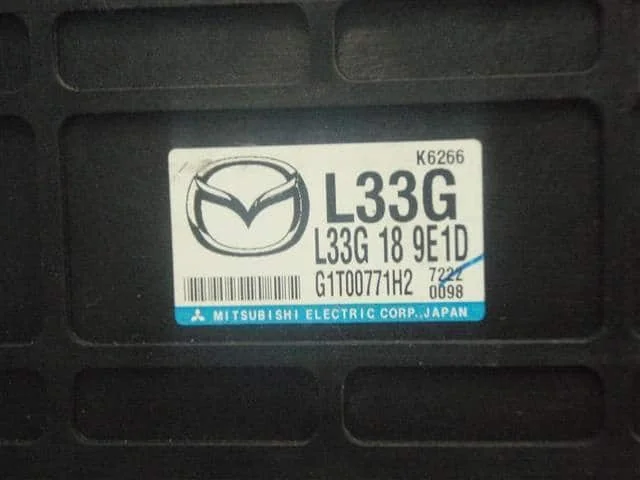 K6266
L33G
L33G 18 9E1D
G1T00771H2 7222
0098
MITSUBISHI ELECTRIC CORP., JAPAN